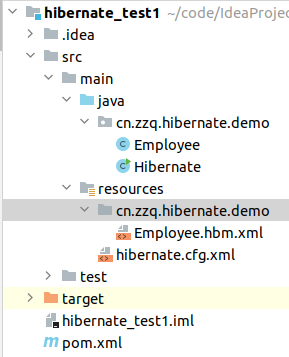 hibernate_test1 ~/code/IdeaProjec
.idea
src
main
java
cn.zzq.hibernate.demo
Employee
Hibernate
resources
cn.zzq.hibernate.demo
Employee.hbm.xml
hibernate.cfg.xml
test
target
hibernate_test1.iml
pom.xml